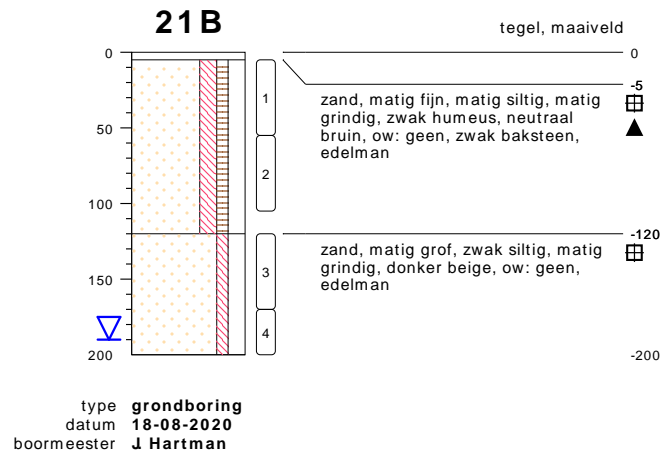 21B
tegel, maaiveld
0
0
-5
zand, matig fijn, matig siltig, matig
grindig, zwak humeus, neutraal
bruin, ow: geen, zwak baksteen,
edelman
1
50
2
100
-120
zand, matig grof, zwak siltig, matig
grindig, donker beige, ow: geen,
edelman
3
150
4
200
-200
type grondboring
datum 18-08-2020
boormeester J Hartman